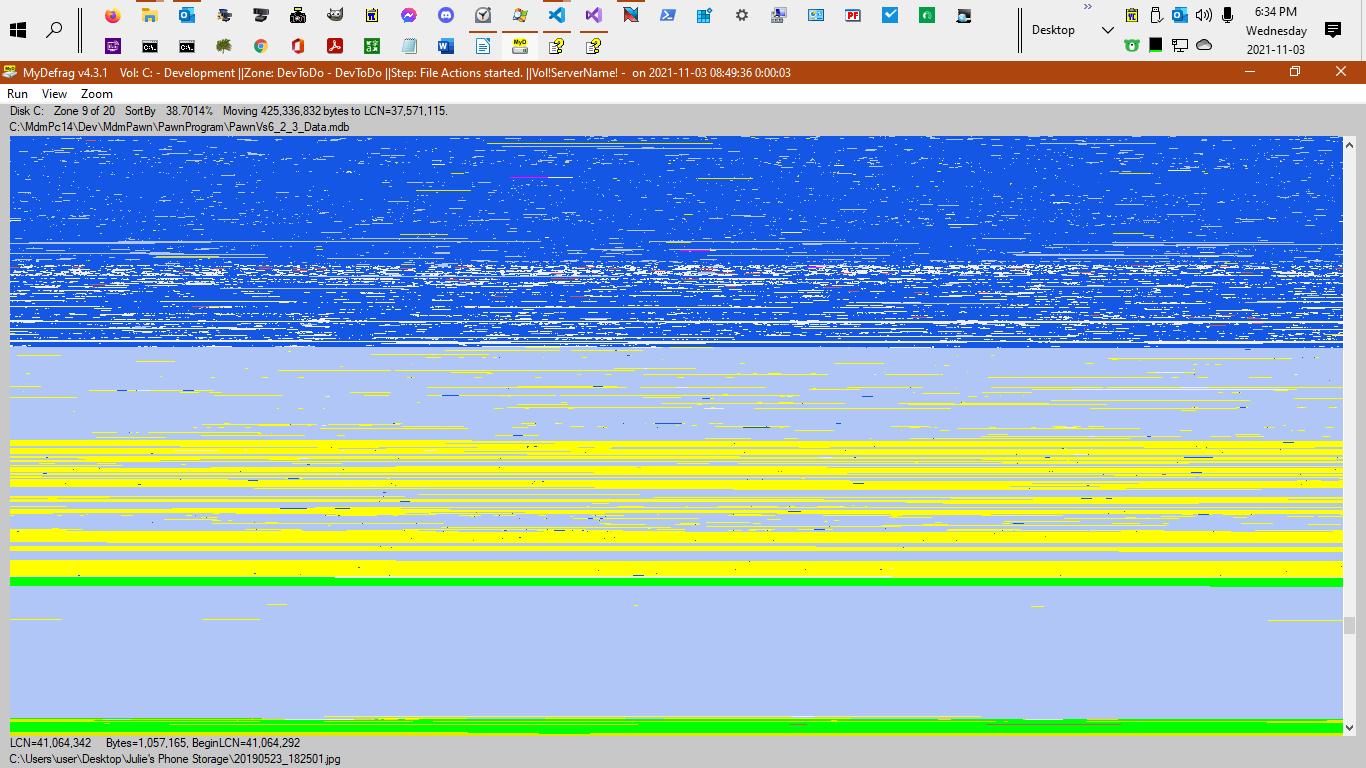 6:34 PM
Desktop
Wednesday
2021-11-03
MyDefrag v4.3.1 Vol: C: - Development ||Zone: DevToDo - DevToDo ||Step: File Actions started. ||Vol!ServerName! - on 2021-11-03 08:49:36 0:00:03
Run View Zoom
Disk C: Zone 9 of 20 SortBy 38.7014% Moving 425,336,832 bytes to LCN=37,571,115.
C:\MdmPc14\Dev\MdmPawn\PawnProgram\PawnVs6_2_3_Data.mdb
LCN=41,064,342 Bytes=1,057,165, BeginLCN=41,064,292
C:\Users\user\Desktop\Julie's Phone Storage\20190523_182501.jpg